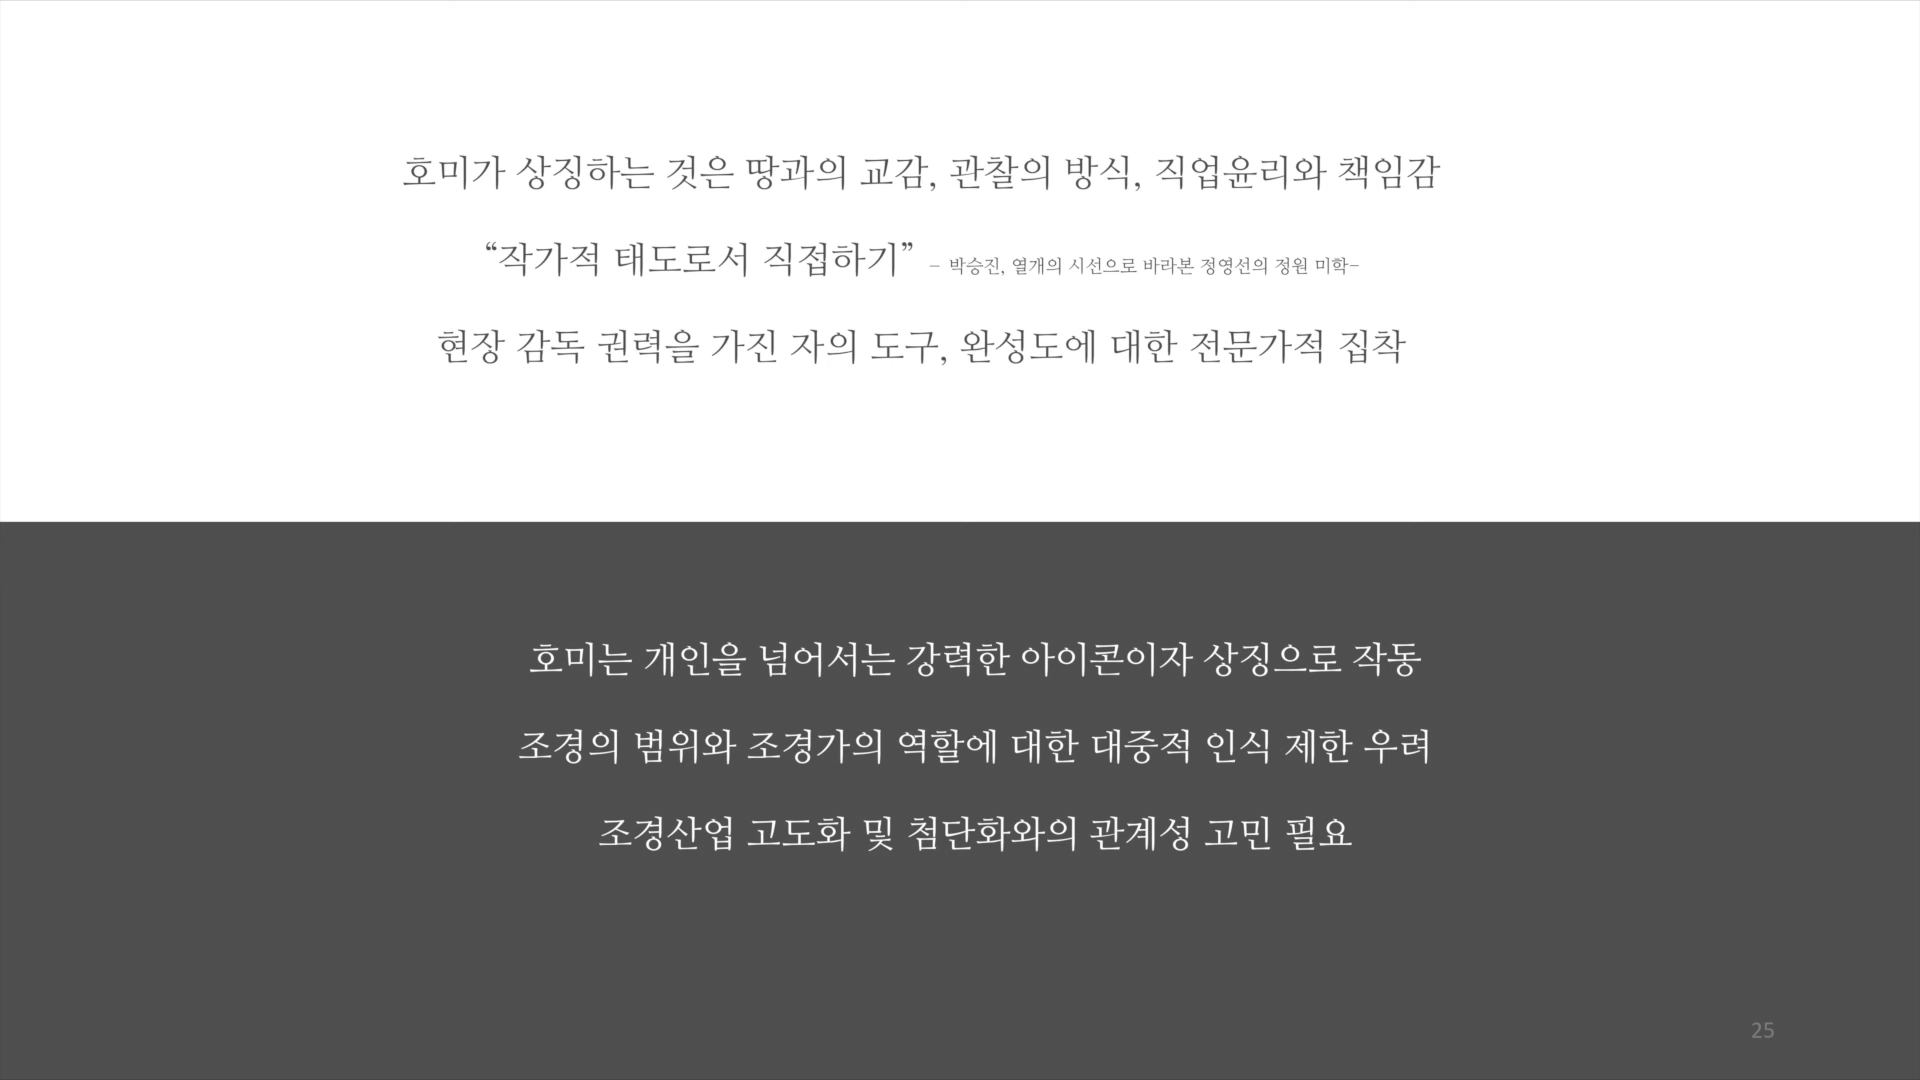 호미가 상징하는 것은 땅과의 교감, 관찰의 방식, 직업윤리와 책임감
“작가적 태도로서 직접하기” - 박승진, 열개의 시선으로 바라본 정영선의 정원 미학-
현장 감독 권력을 가진 자의 도구, 완성도에 대한 전문가적 집착
호미는 개인을 넘어서는 강력한 아이콘이자 상징으로 작동
조경의 범위와 조경가의 역할에 대한 대중적 인식 제한 우려
조경산업 고도화 및 첨단화와의 관계성 고민 필요
25